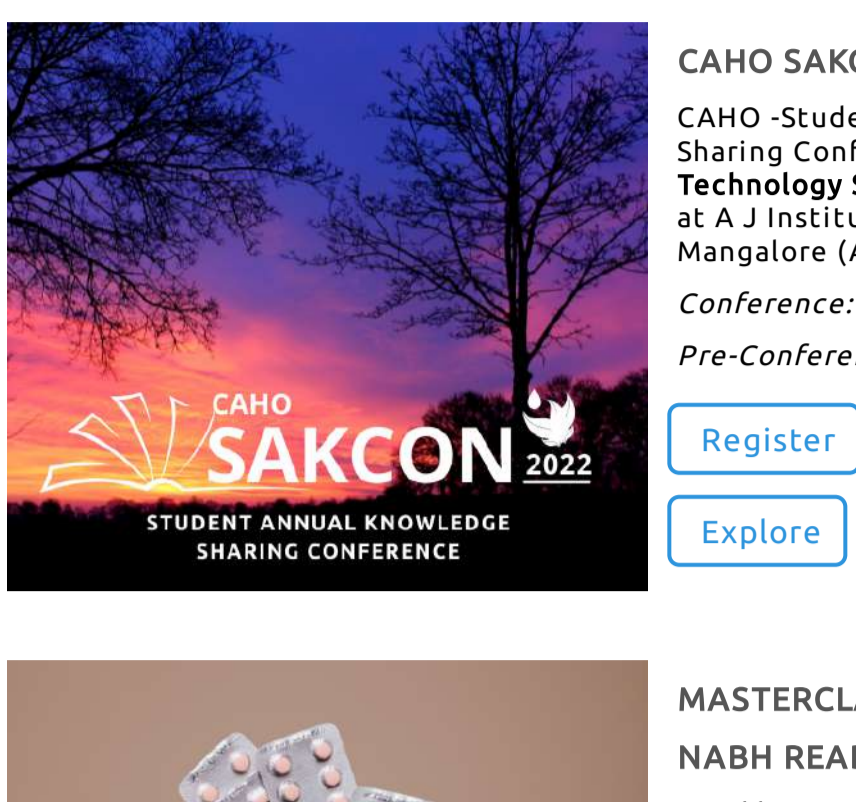 CAHO
SAKCON
2022
STUDENT ANNUAL KNOWLEDGE
SHARING CONFERENCE
CAHO SAK
CAHO -Stude
Sharing Conf
Technology
at A J Institu
Mangalore (
Conference:
Pre-Confere
Register
Explore
MASTERCL
NABH REA